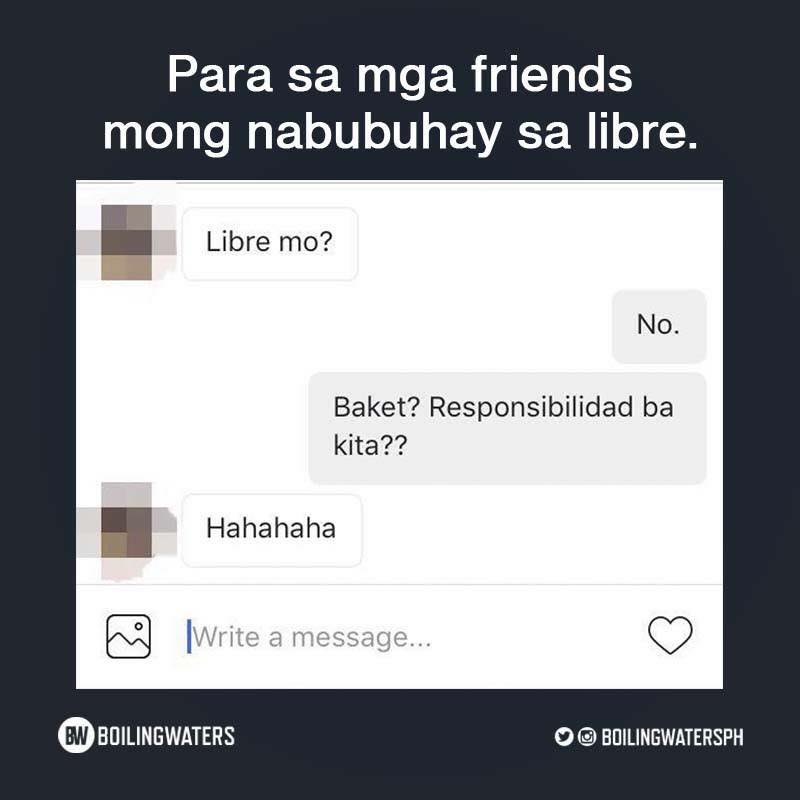 Para sa mga friends
mong nabubuhay sa libre.
Libre mo?
No.
Baket? Responsibilidad ba
kita??
Hahahaha
Write a message...
BW BOILINGWATERS
BOILINGWATERSPH